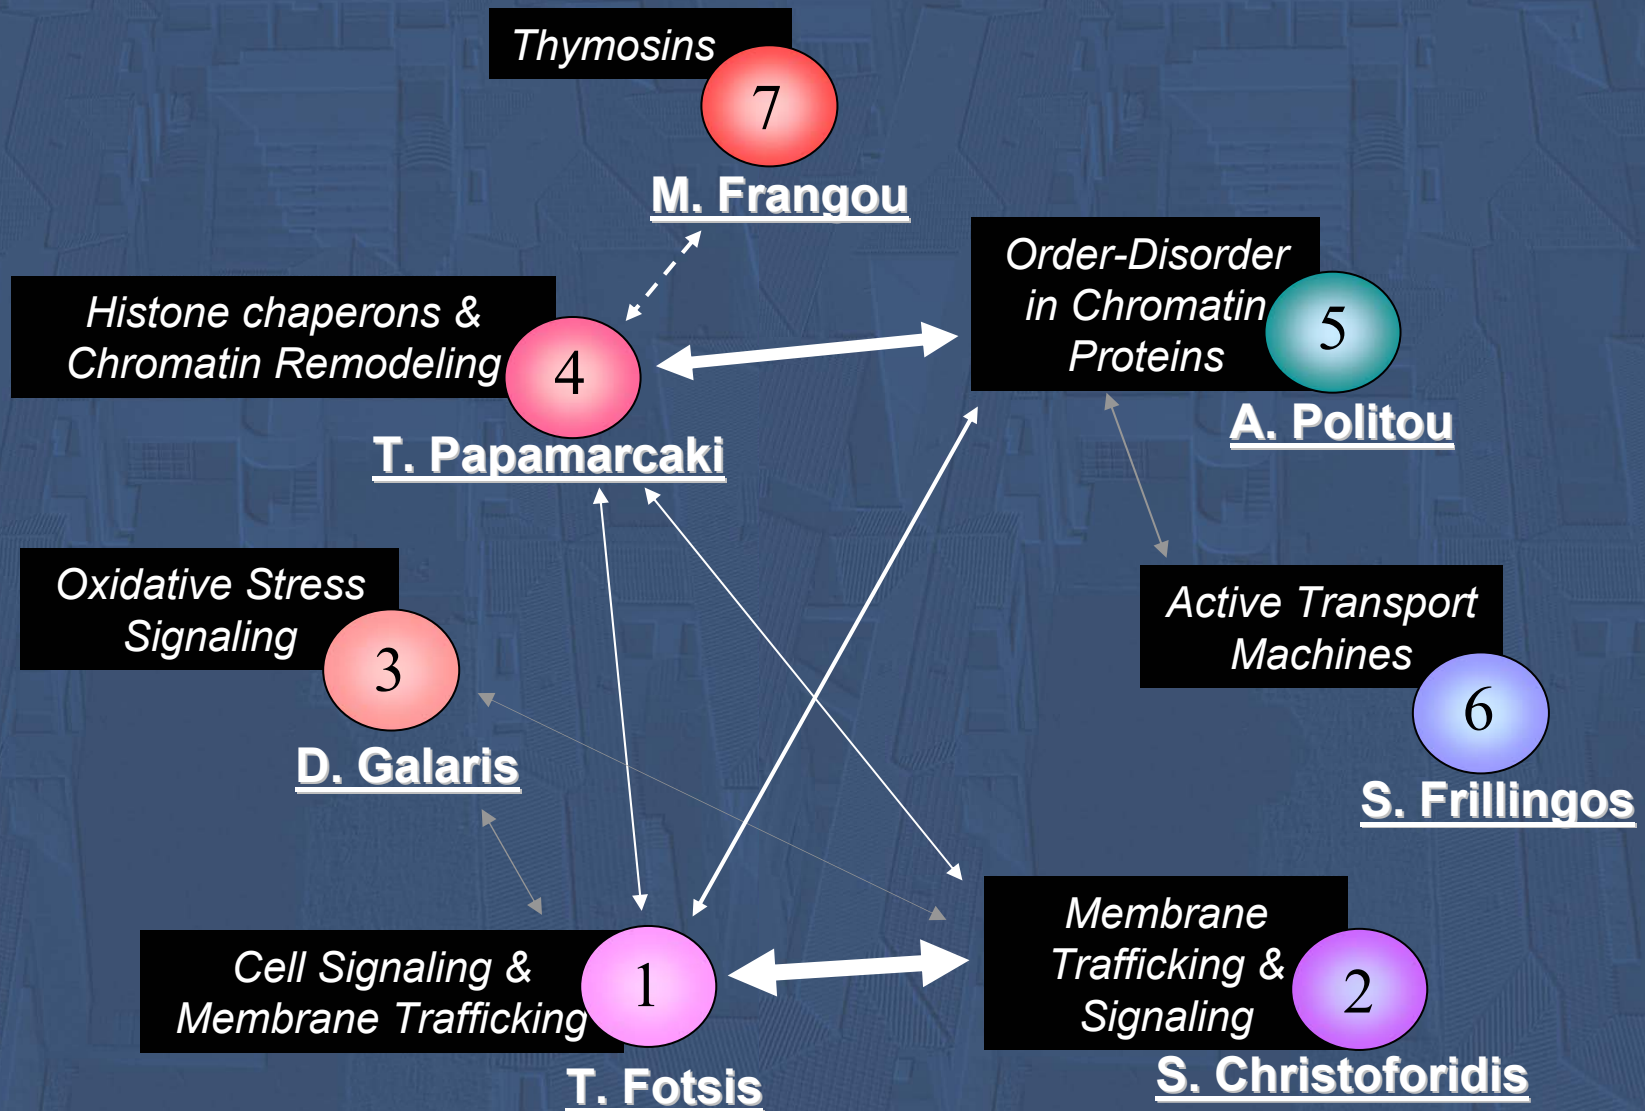 Thymosins
7
M. Frangou
Order-Disorder
in Chromatin
Proteins
5
A. Politou
Histone chaperons &
Chromatin Remodeling
4
T. Papamarcaki
Oxidative Stress
Signaling
3
D. Galaris
Active Transport
Machines
6
S. Frillingos
Cell Signaling &
Membrane Trafficking
1
T. Fotsis
Membrane
Trafficking &
Signaling
2
S. Christoforidis